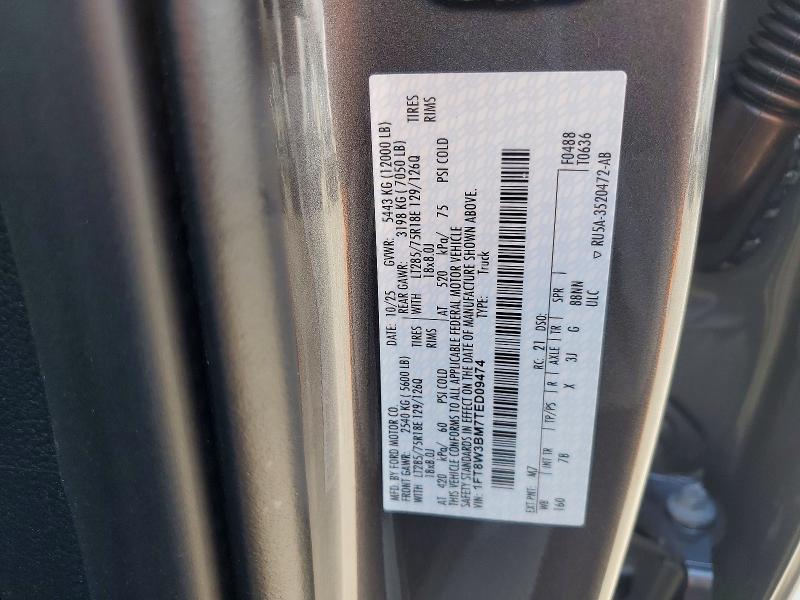 MFD. BY FORD MOTOR CO.
DATE: 10/25 GVWR: 5443 KG (12000 LB)
FRONT GAWR: 2540 KG ( 5600 LB) REAR GAWR: 3198 KG ( 7050 LB)
WITH LT285/75R18E 129/126Q TIRES WITH LT285/75R18E 129/126Q TIRES
18x8.0J RIMS 18x8.0J RIMS
AT 420 kPa/ 60 PSI COLD AT 520 kPa/ 75 PSI COLD
THIS VEHICLE CONFORMS TO ALL APPLICABLE FEDERAL MOTOR VEHICLE
SAFETY STANDARDS IN EFFECT ON THE DATE OF MANUFACTURE SHOWN ABOVE.
VIN: 1FT8W3BM7TED09474 TYPE: Truck
F0488
T0636
EXT PNT: M7 RC: 21 DSO:
WB INT TR TP/PS R AXLE TR SPR
160 78 X 3J G 8BNN
ULC
▽ RU5A-3520472-AB